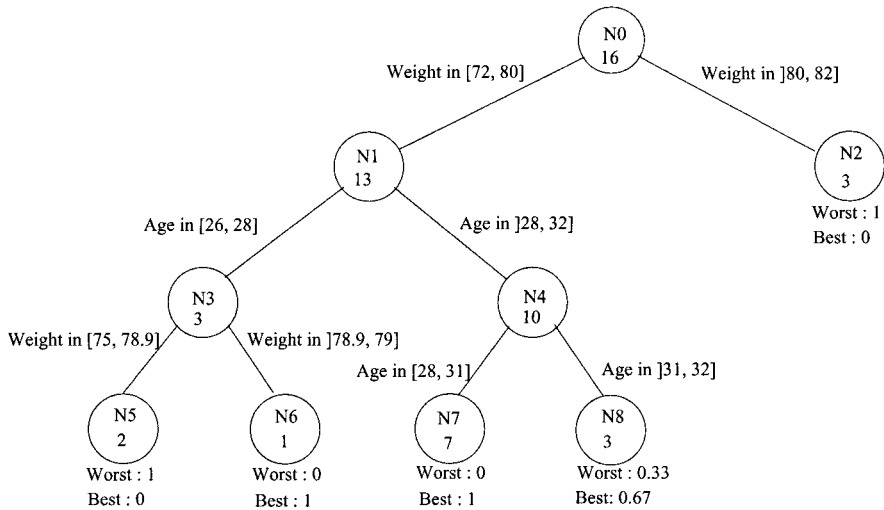 N0
16
Weight in [72, 80]
Weight in ]80, 82]
N1
13
N2
3
Worst : 1
Best : 0
Age in [26, 28]
Age in ]28, 32]
N3
3
N4
10
Weight in [75, 78.9]
Weight in ]78.9, 79]
Age in [28, 31]
Age in ]31, 32]
N5
2
N6
1
N7
7
N8
3
Worst : 1
Best : 0
Worst : 0
Best : 1
Worst : 0
Best : 1
Worst : 0.33
Best: 0.67